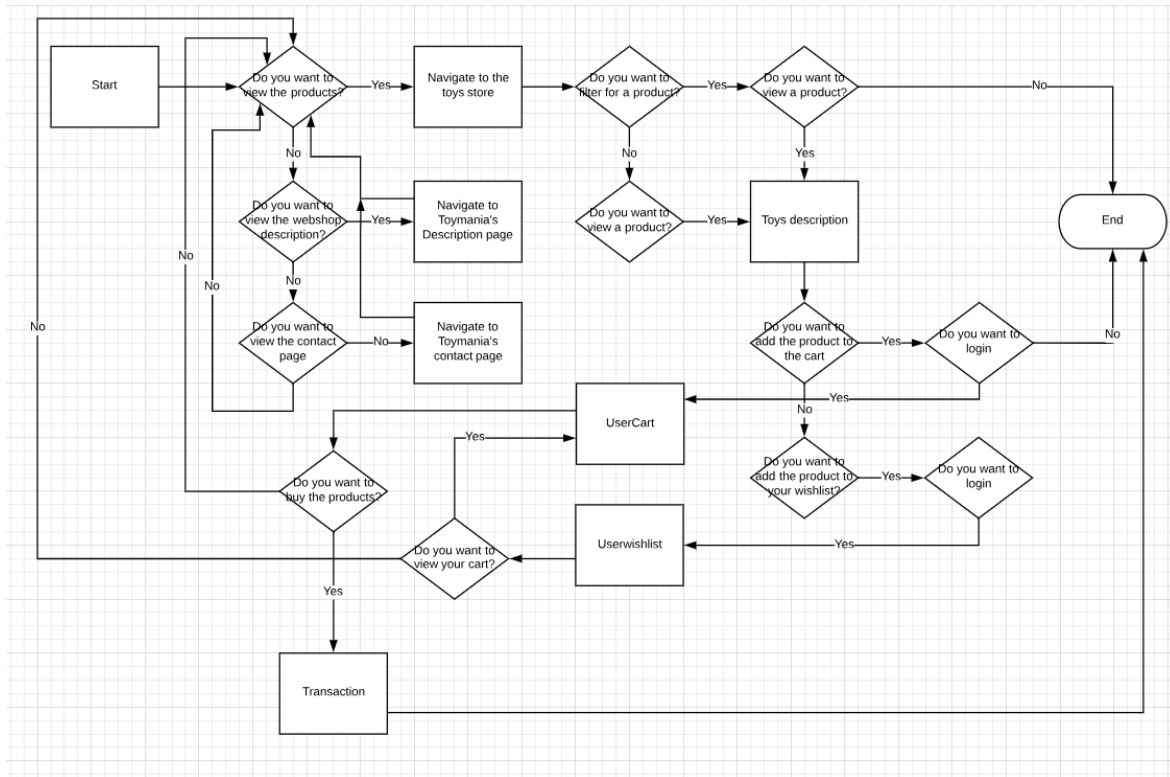 Start
Do you want to
view the products?
Yes
Navigate to the
toys store
Do you want to
filter for a product?
Yes
Do you want to
view a product?
No
No
No
Yes
Do you want to
view the webshop
description?
Yes
Navigate to
Toymania's
Description page
Do you want to
view a product?
Yes
Toys description
End
No
No
No
No
Do you want to
view the contact
page
No
Navigate to
Toymania's
contact page
Do you want to
add the product to
the cart
Yes
Do you want to
login
No
Yes
No
UserCart
Yes
Do you want to
buy the products?
Do you want to
add the product to
your wishlist?
Yes
Do you want to
login
Do you want to
view your cart?
Userwishlist
Yes
Yes
Transaction